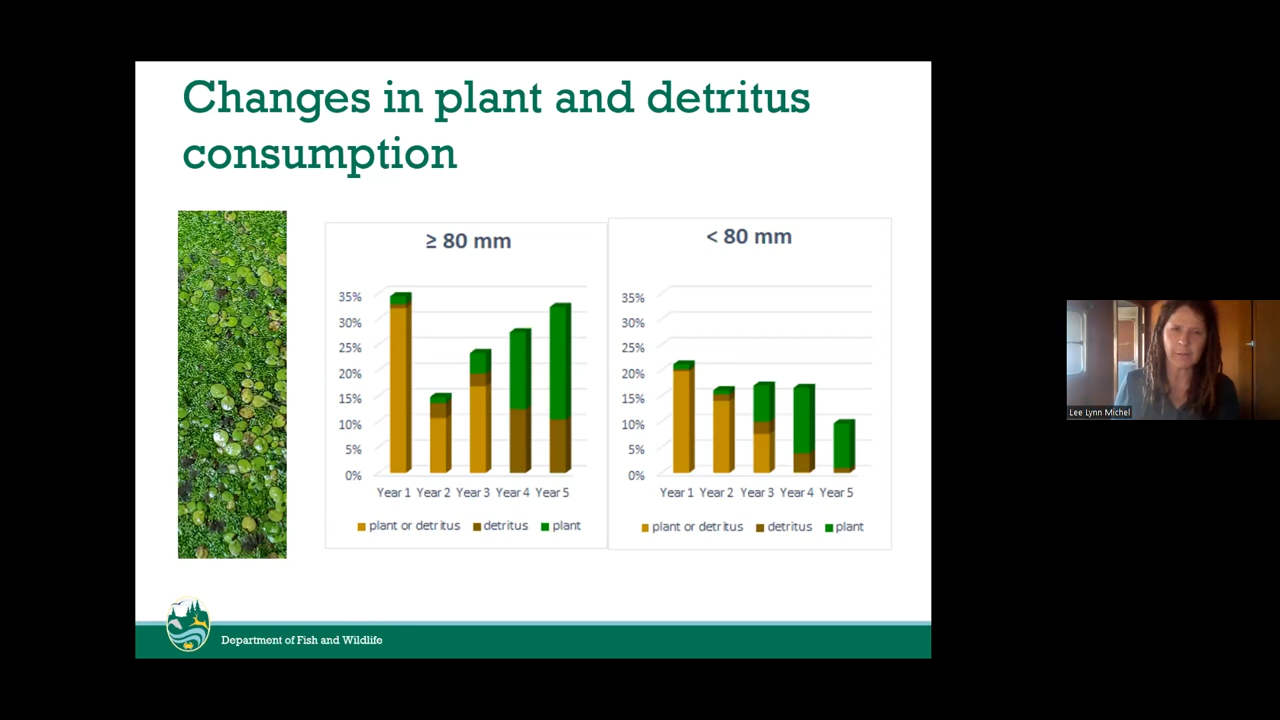 Changes in plant and detritus
consumption
≥ 80 mm
35%
30%
25%
20%
15%
10%
5%
0%
Year 1 Year 2 Year 3 Year 4 Year 5
plant or detritus detritus plant
< 80 mm
35%
30%
25%
20%
15%
10%
5%
0%
Year 1 Year 2 Year 3 Year 4 Year 5
plant or detritus detritus plant
Lee Lynn Michel
Department of Fish and Wildlife